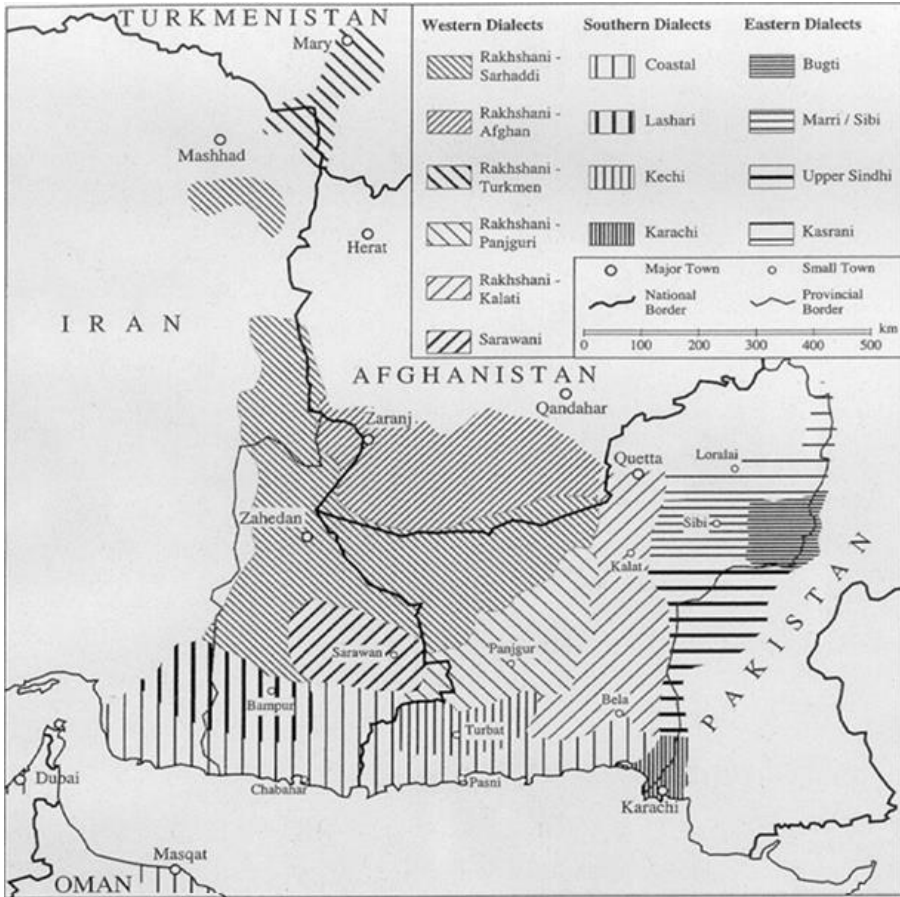 TURKMENISTAN
Mary
Mashhad
Herat
IRAN
AFGHANISTAN
Zaranj
Qandahar
Quetta
Loralai
Zahedan
Sibi
Kalat
Sarawan
Panjgur
Bampur
Bela
Turbat
PAKISTAN
Dubai
Chabahar
Pasni
Karachi
Masqat
OMAN
Western Dialects
Rakhshani -
Sarhaddi
Rakhshani -
Afghan
Rakhshani -
Turkmen
Rakhshani -
Panjguri
Rakhshani -
Kalati
Sarawani
Southern Dialects
Coastal
Lashari
Kechi
Karachi
Eastern Dialects
Bugti
Marri / Sibi
Upper Sindhi
Kasrani
Major Town
Small Town
National
Border
Provincial
Border
km
0 100 200 300 400 500